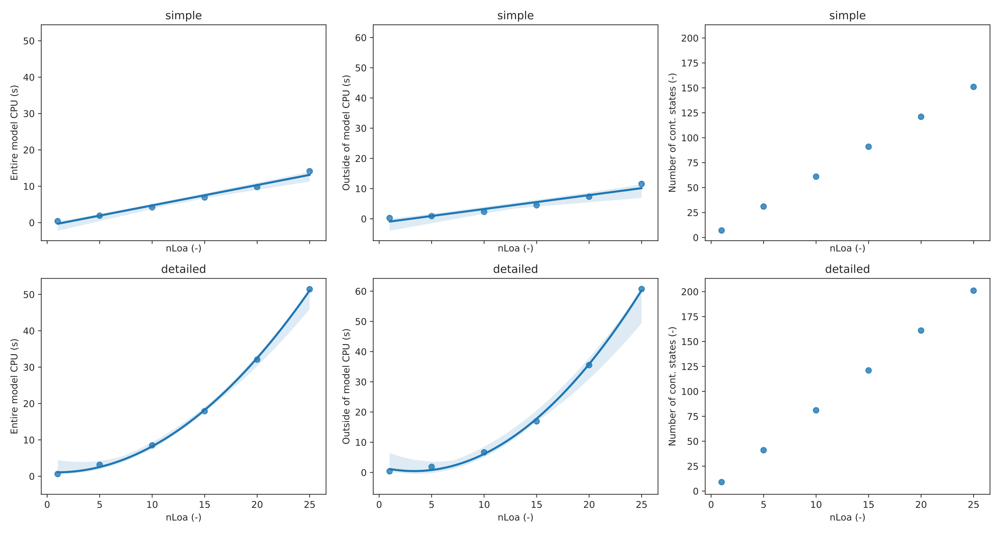 simple
Entire model CPU (s)
50
40
30
20
10
0
nLoa (-)
simple
Outside of model CPU (s)
60
50
40
30
20
10
0
nLoa (-)
simple
Number of cont. states (-)
200
175
150
125
100
75
50
25
0
nLoa (-)
detailed
Entire model CPU (s)
50
40
30
20
10
0
0 5 10 15 20 25
nLoa (-)
detailed
Outside of model CPU (s)
60
50
40
30
20
10
0
0 5 10 15 20 25
nLoa (-)
detailed
Number of cont. states (-)
200
175
150
125
100
75
50
25
0
0 5 10 15 20 25
nLoa (-)